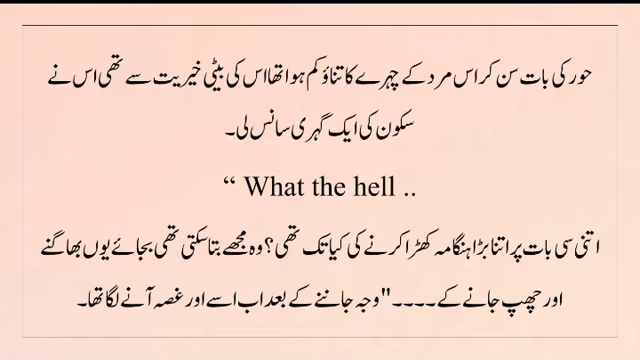 حور کی بات سن کر اس مرد کے چہرے کا تناؤ کم ہوا تھا اس کی بیٹی خیریت سے تھی اس نے
سکون کی ایک گہری سانس لی۔
“ What the hell ..
اتنی سی بات پر اتنا بڑا ہنگامہ کھڑا کرنے کی کیا تک تھی؟ وہ مجھے بتا سکتی تھی بجائے یوں بھاگنے
اور چھپ جانے کے۔۔۔۔"وجہ جاننے کے بعد اب اسے اور غصہ آنے لگا تھا۔